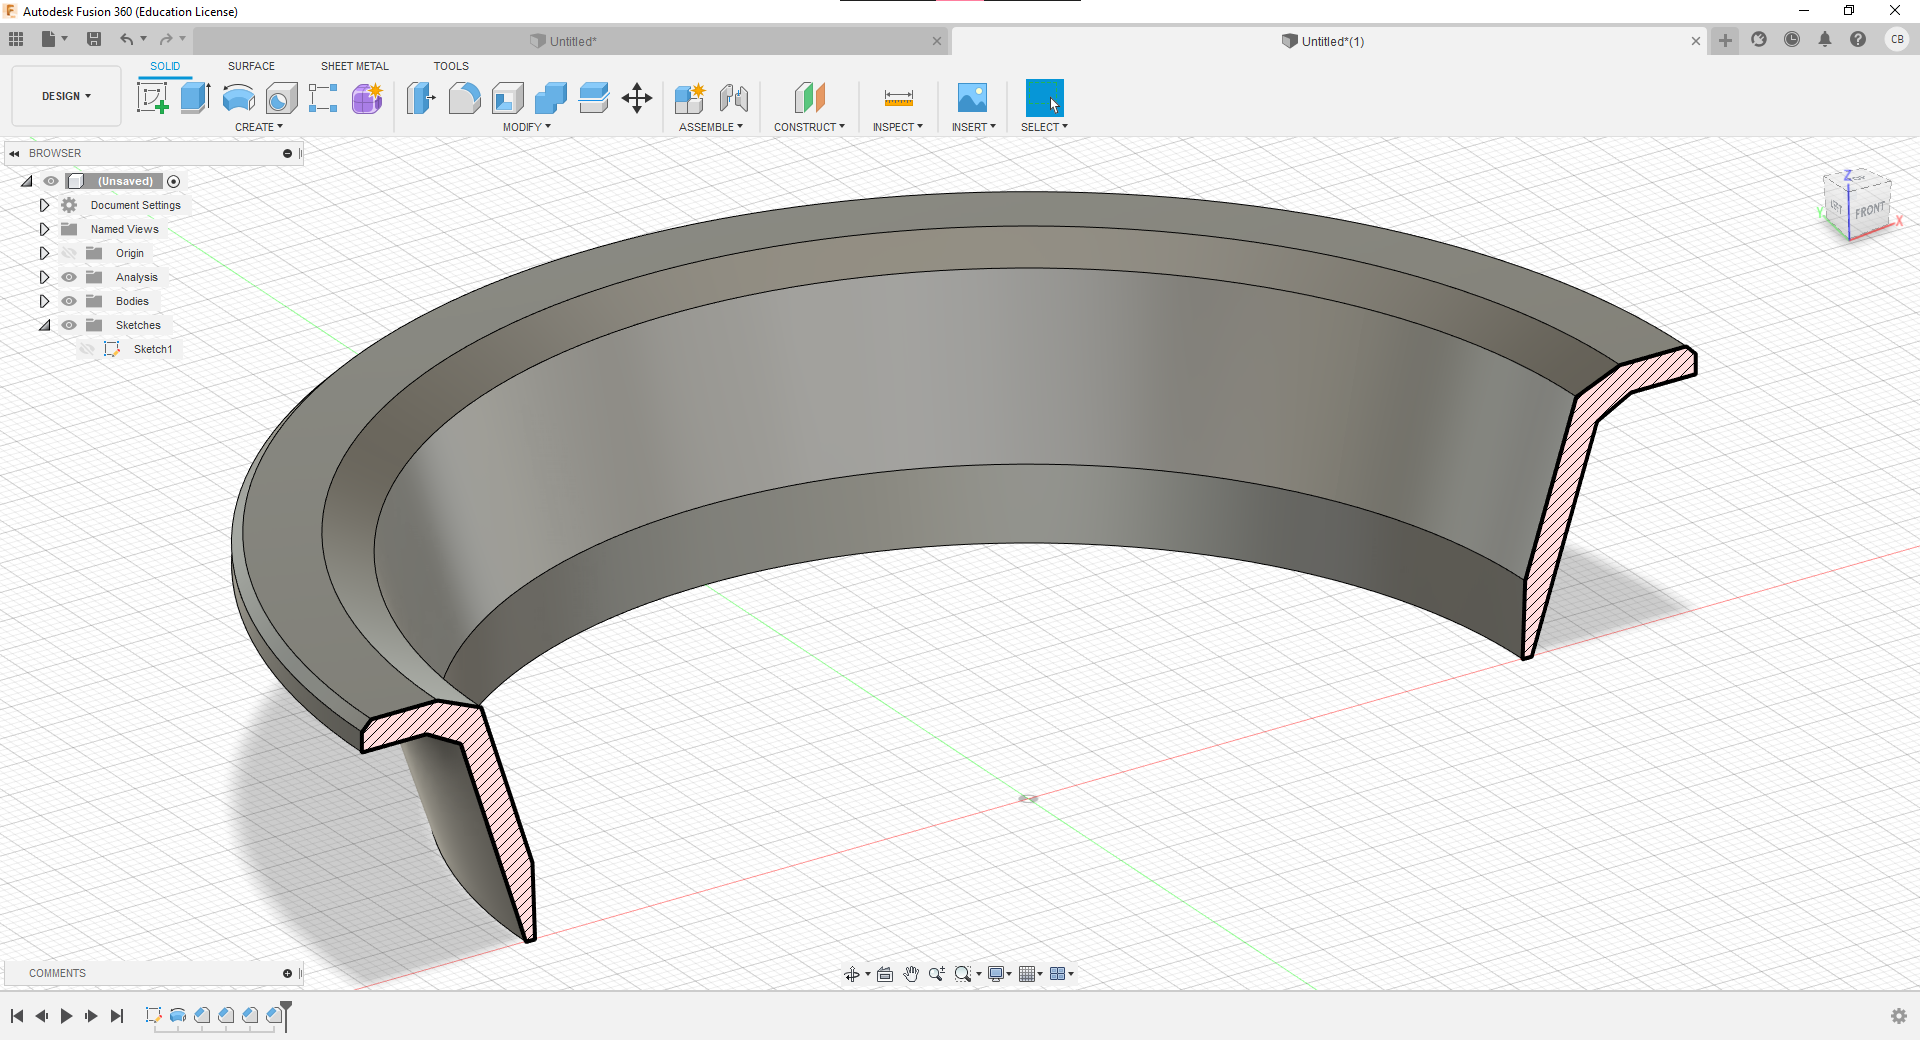 Autodesk Fusion 360 (Education License)
Untitled*
Untitled*(1)
CB
DESIGN
SOLID
SURFACE
SHEET METAL
TOOLS
CREATE
MODIFY
ASSEMBLE
CONSTRUCT
INSPECT
INSERT
SELECT
BROWSER
(Unsaved)
Document Settings
Named Views
Origin
Analysis
Bodies
Sketches
Sketch1
Z
Y
X
FRONT
COMMENTS